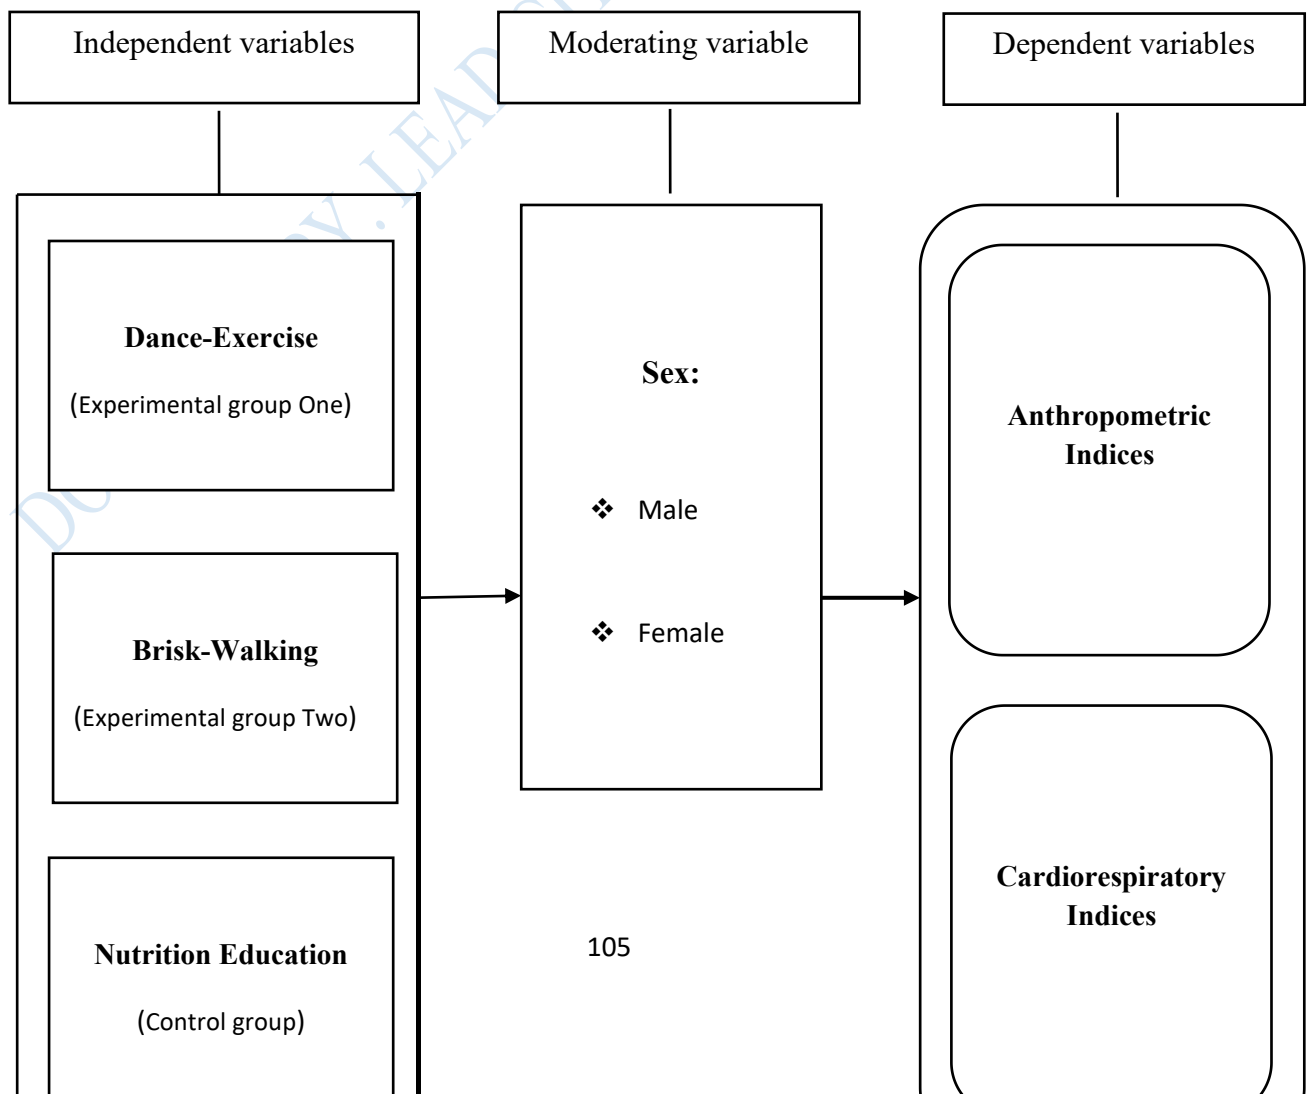 Independent variables
Moderating variable
Dependent variables
Dance-Exercise
(Experimental group One)
Brisk-Walking
(Experimental group Two)
Nutrition Education
(Control group)
Sex:
❖ Male
❖ Female
Anthropometric
Indices
Cardiorespiratory
Indices
105